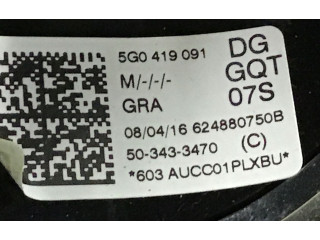 5G0 419 091 DG
M/-/-/- GQT
GRA 07S
08/04/16 624880750B
50-343-3470 (C)
*603 AUCC01PLXBU*